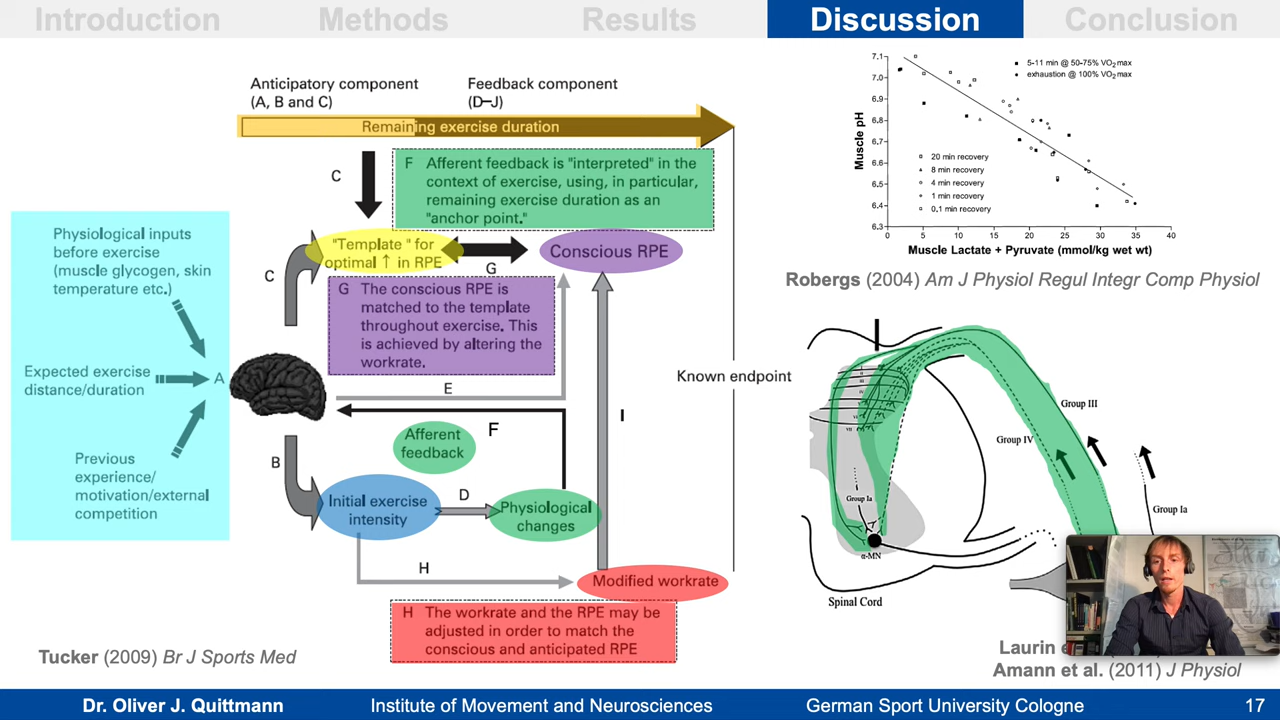 Introduction Methods Results Discussion Conclusion
Anticipatory component
(A, B and C)
Feedback component
(D–J)
Remaining exercise duration
C
F Afferent feedback is "interpreted" in the
context of exercise, using, in particular,
remaining exercise duration as an
"anchor point."
Physiological inputs
before exercise
(muscle glycogen, skin
temperature etc.)
Expected exercise
distance/duration
A
Previous
experience/
motivation/external
competition
C
"Template " for
optimal ↑ in RPE
G
Conscious RPE
G The conscious RPE is
matched to the template
throughout exercise. This
is achieved by altering the
workrate.
E
F
Afferent
feedback
I
Known endpoint
B
Initial exercise
intensity
D
Physiological
changes
H
Modified workrate
H The workrate and the RPE may be
adjusted in order to match the
conscious and anticipated RPE
Tucker (2009) Br J Sports Med
7.1
7.0
6.9
6.8
6.7
6.6
6.5
6.4
6.3
Muscle pH
5-11 min @ 50-75% VO2max
exhaustion @ 100% VO2max
20 min recovery
8 min recovery
4 min recovery
1 min recovery
0.1 min recovery
0 5 10 15 20 25 30 35 40
Muscle Lactate + Pyruvate (mmol/kg wet wt)
Robergs (2004) Am J Physiol Regul Integr Comp Physiol
Group III
Group IV
Group Ia
Group Ia
α-MN
Spinal Cord
Laurin
Amann et al. (2011) J Physiol
Dr. Oliver J. Quittmann Institute of Movement and Neurosciences German Sport University Cologne 17